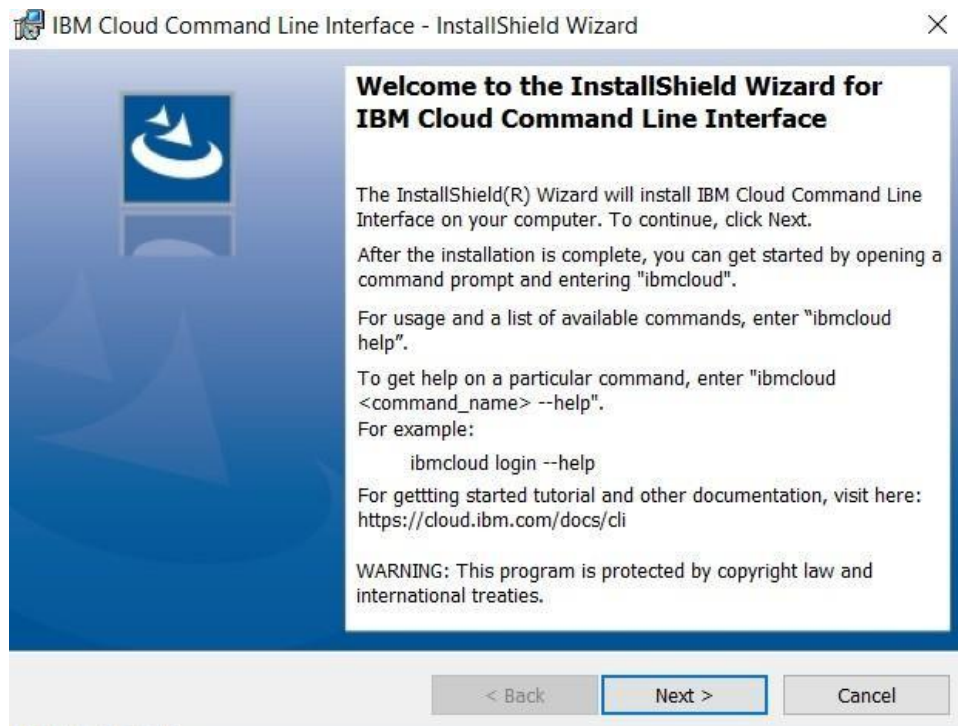 IBM Cloud Command Line Interface - InstallShield Wizard
Welcome to the InstallShield Wizard for
IBM Cloud Command Line Interface
The InstallShield(R) Wizard will install IBM Cloud Command Line
Interface on your computer. To continue, click Next.
After the installation is complete, you can get started by opening a
command prompt and entering "ibmcloud".
For usage and a list of available commands, enter “ibmcloud
help”.
To get help on a particular command, enter "ibmcloud
<command_name> --help".
For example:
ibmcloud login --help
For gettting started tutorial and other documentation, visit here:
https://cloud.ibm.com/docs/cli
WARNING: This program is protected by copyright law and
international treaties.
< Back
Next >
Cancel